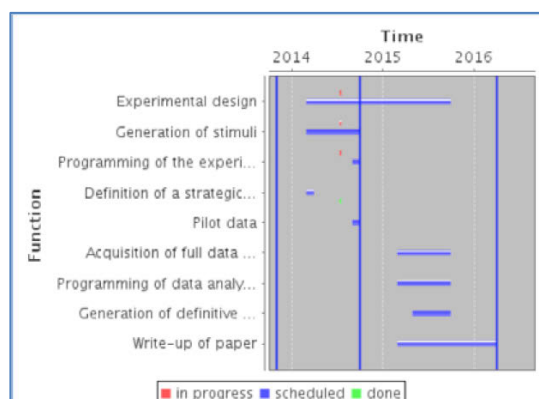 Time
2014 2015 2016
Function
Experimental design
Generation of stimuli
Programming of the experi...
Definition of a strategic...
Pilot data
Acquisition of full data ...
Programming of data analy...
Generation of definitive ...
Write-up of paper
in progress scheduled done